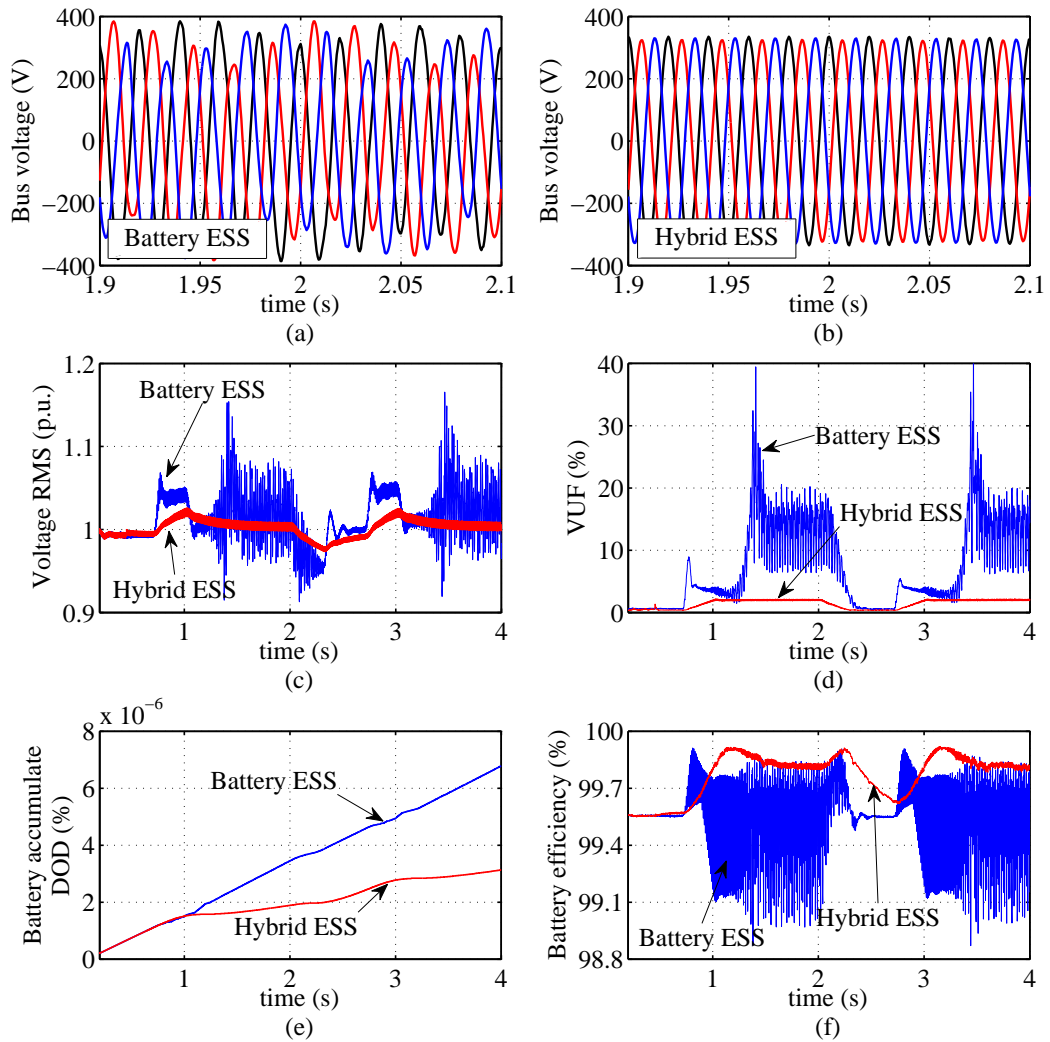 400
200
0
−200
−400
Bus voltage (V)
Battery ESS
1.9
1.95
2
2.05
2.1
time (s)
(a)
400
200
0
−200
−400
Bus voltage (V)
Hybrid ESS
1.9
1.95
2
2.05
2.1
time (s)
(b)
1.2
1.1
1
0.9
Voltage RMS (p.u.)
Battery ESS
Hybrid ESS
1
2
3
4
time (s)
(c)
40
30
20
10
0
VUF (%)
Battery ESS
Hybrid ESS
1
2
3
4
time (s)
(d)
x 10⁻⁶
8
6
4
2
0
Battery accumulate
DOD (%)
Battery ESS
Hybrid ESS
1
2
3
4
time (s)
(e)
100
99.7
99.4
99.1
98.8
Battery efficiency (%)
Battery ESS
Hybrid ESS
1
2
3
4
time (s)
(f)